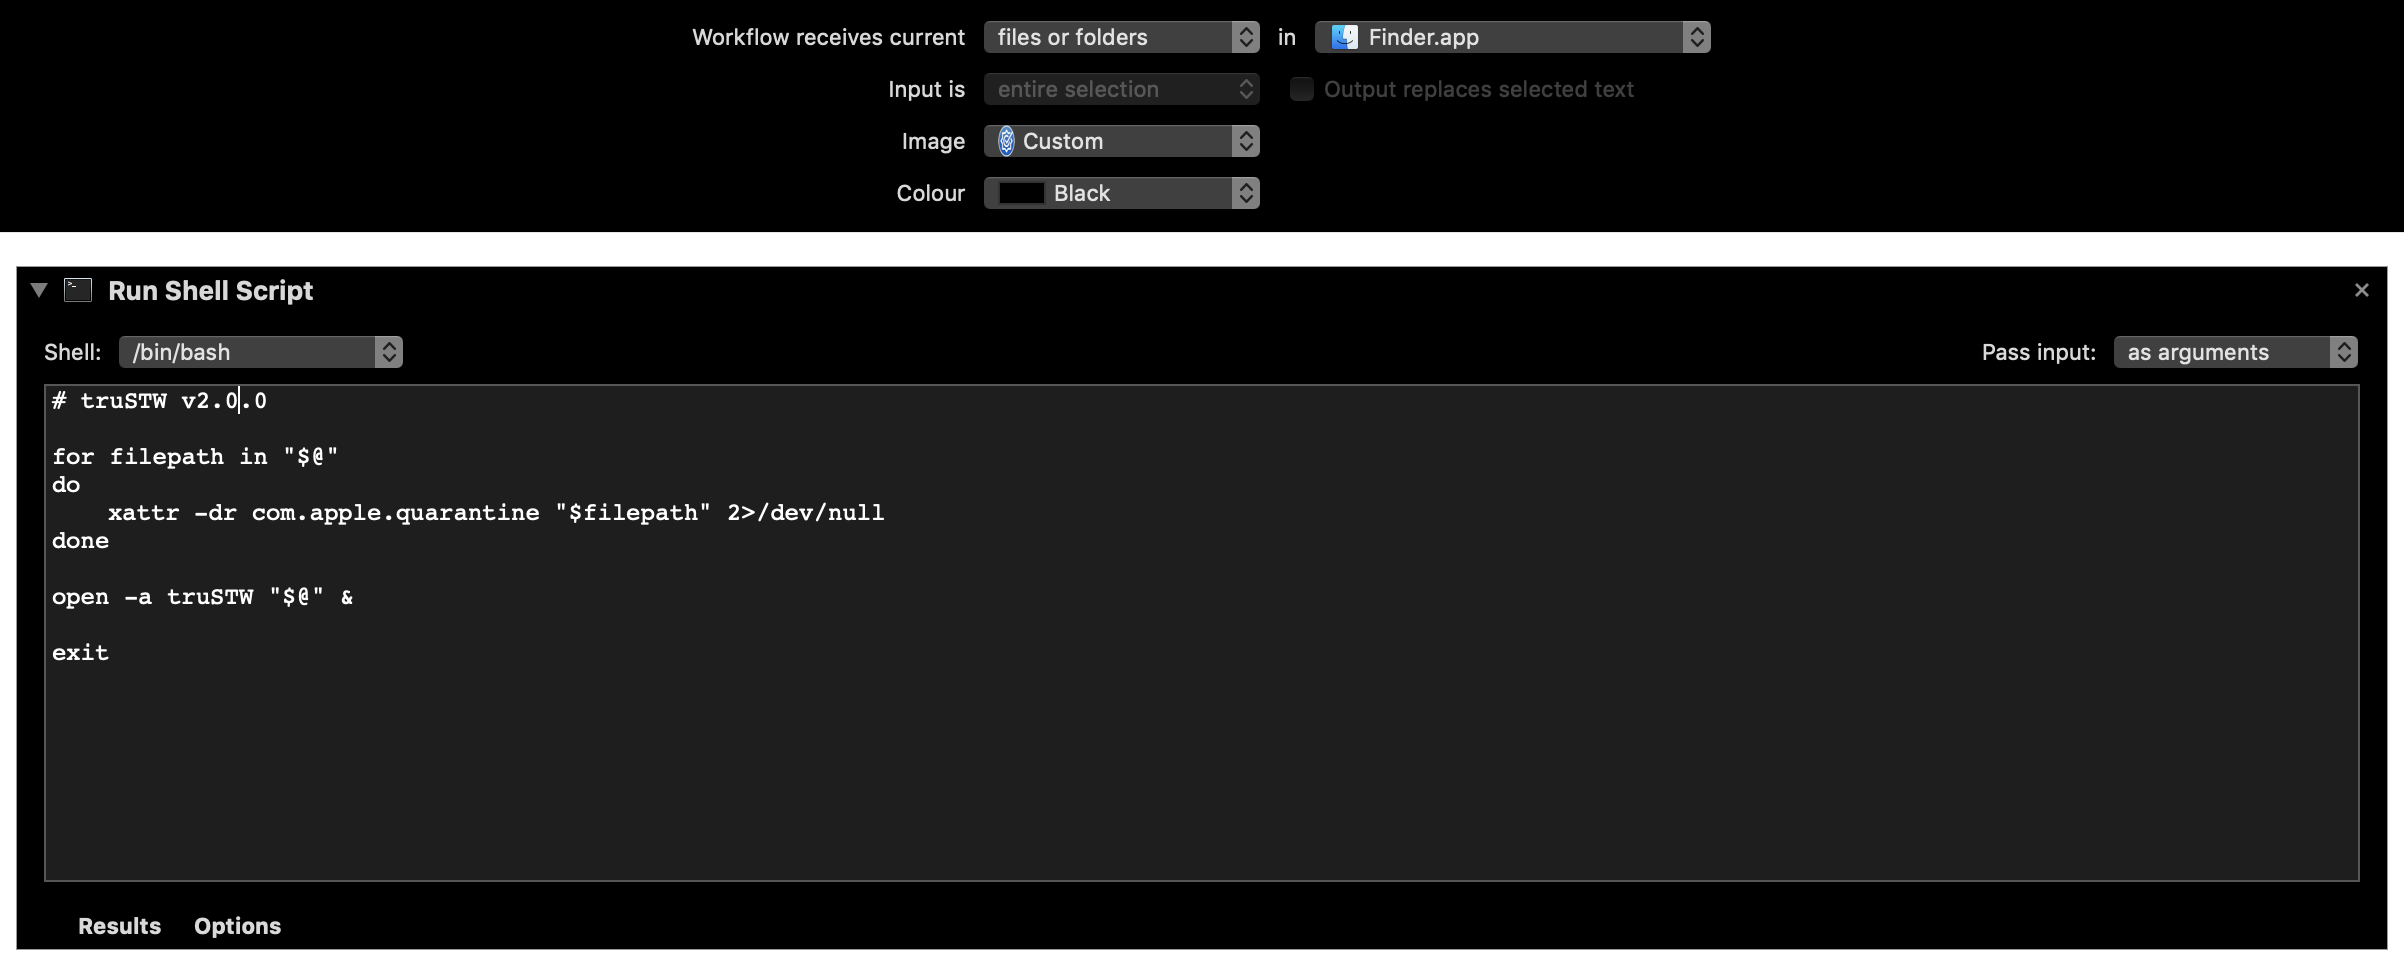 Workflow receives current files or folders in Finder.app
Input is entire selection Output replaces selected text
Image Custom
Colour Black
Run Shell Script
Shell: /bin/bash Pass input: as arguments
# truSTW v2.0.0
for filepath in "$@"
do
    xattr -dr com.apple.quarantine "$filepath" 2>/dev/null
done
open -a truSTW "$@" &
exit
Results Options